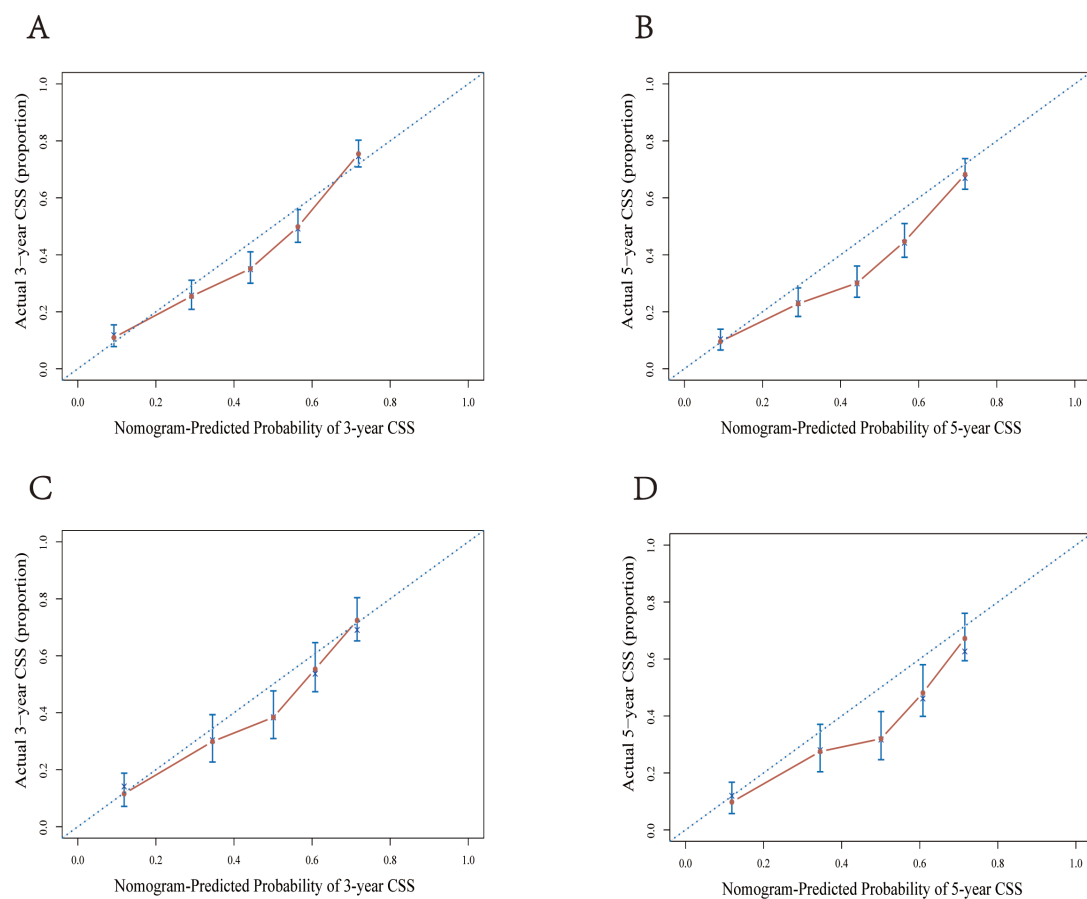 A
B
Actual 3−year CSS (proportion)
1.0
0.8
0.6
0.4
0.2
0.0
0.0 0.2 0.4 0.6 0.8 1.0
Nomogram-Predicted Probability of 3-year CSS
Actual 5−year CSS (proportion)
1.0
0.8
0.6
0.4
0.2
0.0
0.0 0.2 0.4 0.6 0.8 1.0
Nomogram-Predicted Probability of 5-year CSS
C
D
Actual 3−year CSS (proportion)
1.0
0.8
0.6
0.4
0.2
0.0
0.0 0.2 0.4 0.6 0.8 1.0
Nomogram-Predicted Probability of 3-year CSS
Actual 5−year CSS (proportion)
1.0
0.8
0.6
0.4
0.2
0.0
0.0 0.2 0.4 0.6 0.8 1.0
Nomogram-Predicted Probability of 5-year CSS